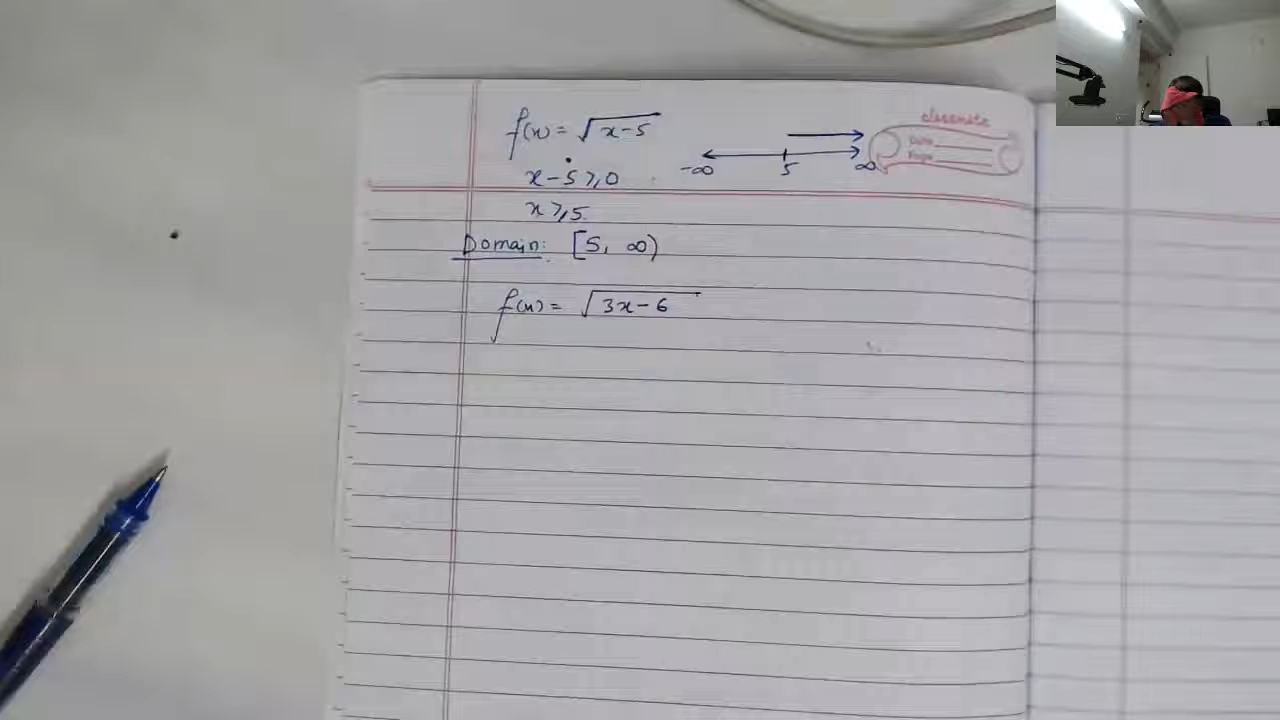 f(x) = √x-5
-∞ 5 ∞
x-5 ≥ 0
x ≥ 5
Domain: [5, ∞)
f(x) = √3x-6
classmate
Date
Page